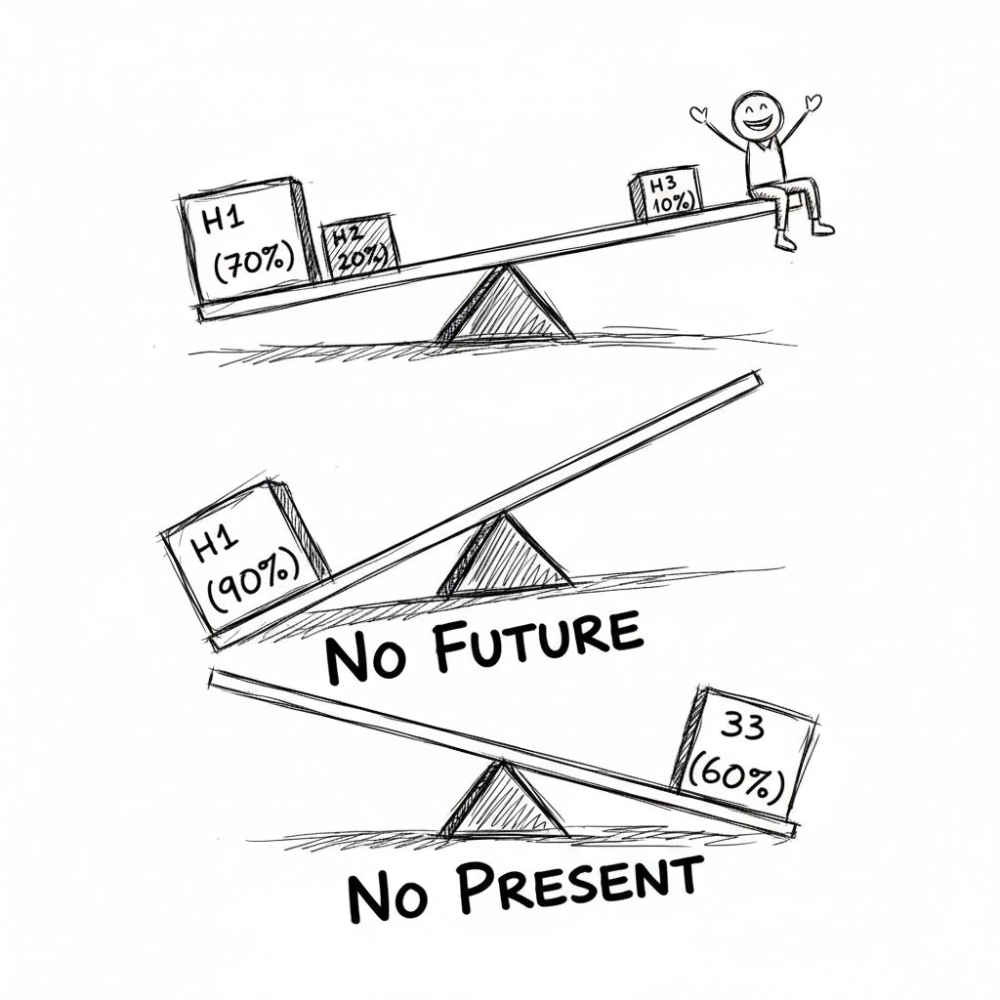 H1
(70%)
H2
20%)
H3
10%)
H1
(90%)
No Future
33
(60%)
No Present